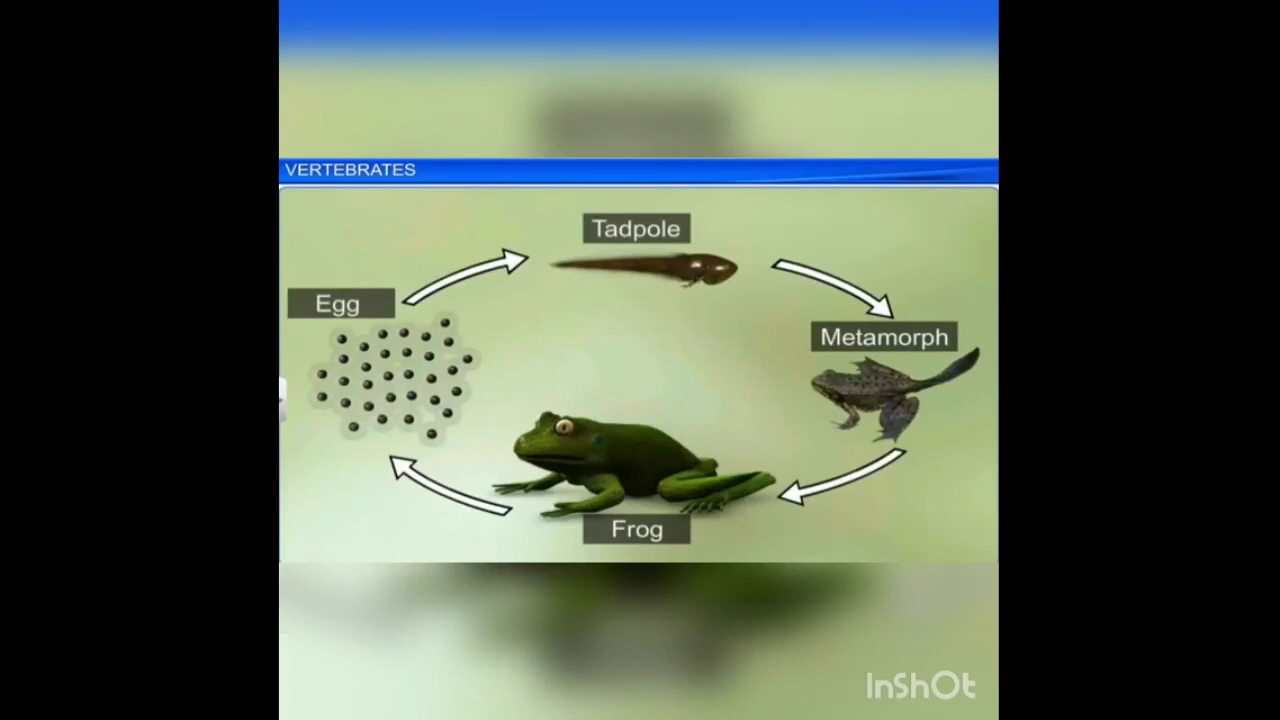 VERTEBRATES
Tadpole
Egg
Metamorph
Frog
InShOt